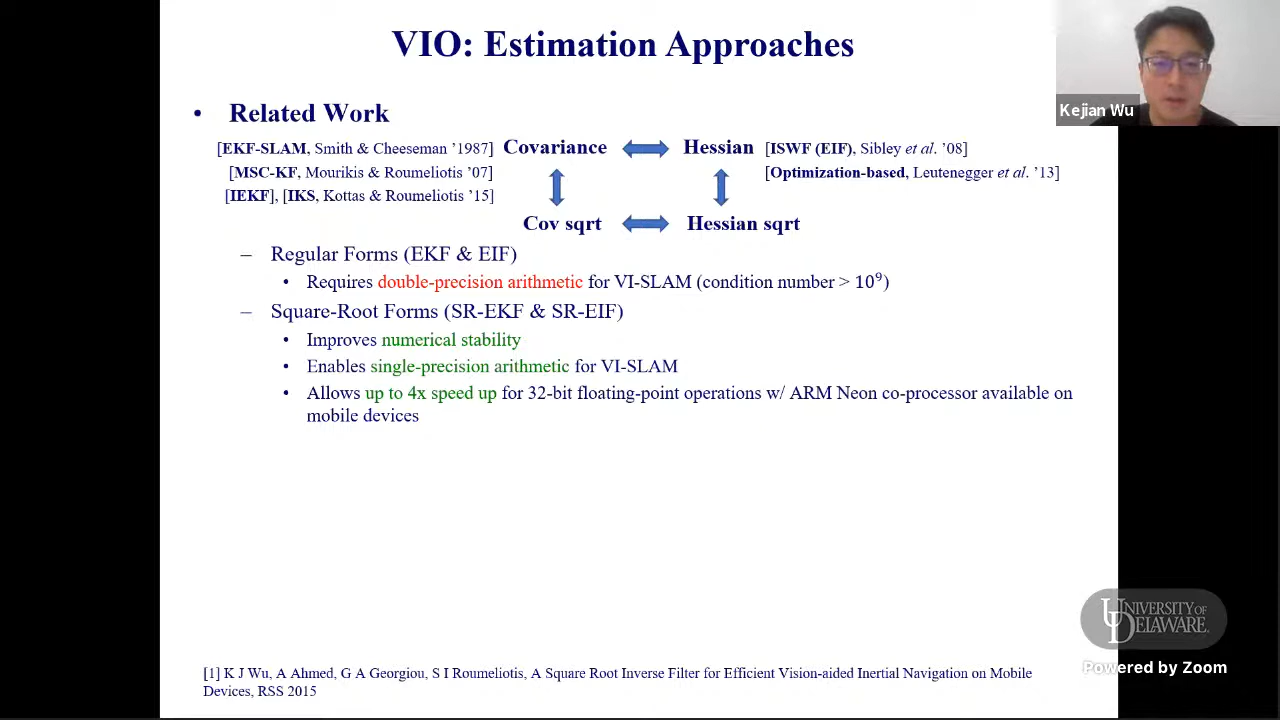 VIO: Estimation Approaches
Kejian Wu
• Related Work
[EKF-SLAM, Smith & Cheeseman ’1987] Covariance Hessian [ISWF (EIF), Sibley et al. ’08]
[MSC-KF, Mourikis & Roumeliotis ’07] [Optimization-based, Leutenegger et al. ’13]
[IEKF], [IKS, Kottas & Roumeliotis ’15]
Cov sqrt Hessian sqrt
– Regular Forms (EKF & EIF)
• Requires double-precision arithmetic for VI-SLAM (condition number > 10⁹)
– Square-Root Forms (SR-EKF & SR-EIF)
• Improves numerical stability
• Enables single-precision arithmetic for VI-SLAM
• Allows up to 4x speed up for 32-bit floating-point operations w/ ARM Neon co-processor available on
mobile devices
UNIVERSITY OF
DELAWARE.
Powered by Zoom
[1] K J Wu, A Ahmed, G A Georgiou, S I Roumeliotis, A Square Root Inverse Filter for Efficient Vision-aided Inertial Navigation on Mobile
Devices, RSS 2015